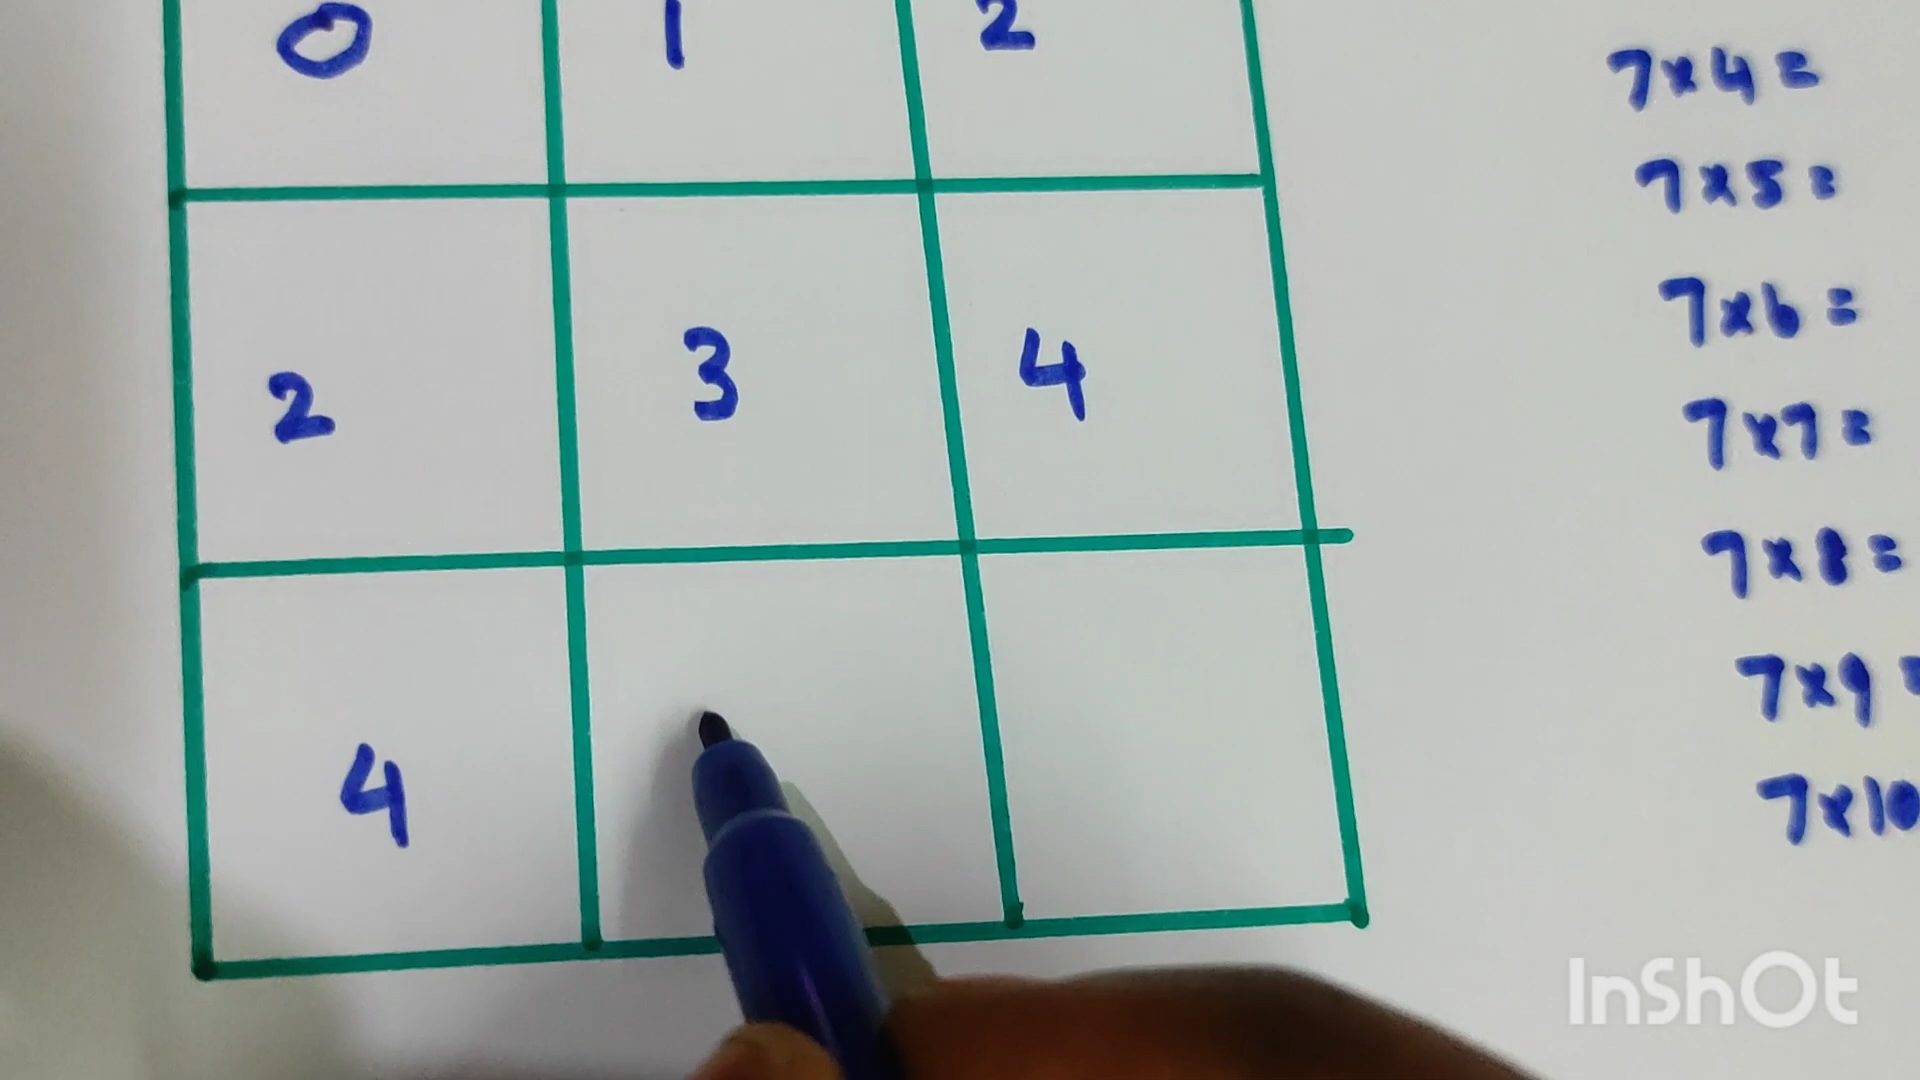 0 1 2
2 3 4
4
7x4=
7x5=
7x6=
7x7=
7x8=
7x9=
7x10
InShOt